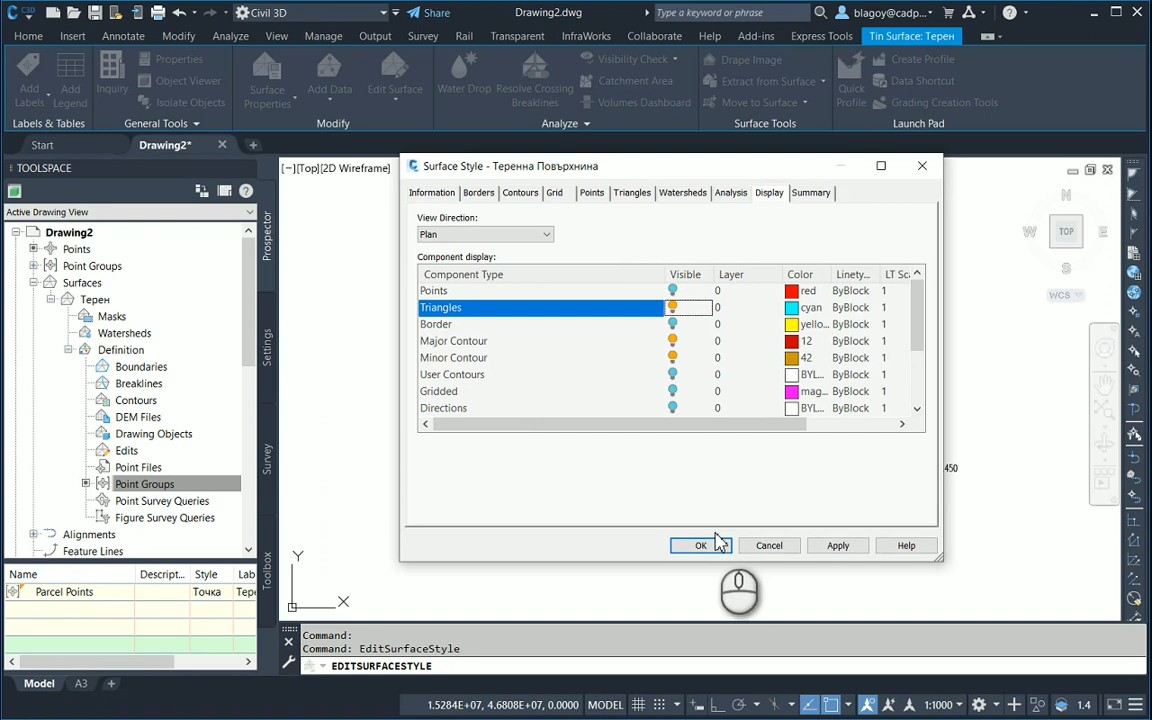 C3D Civil 3D Share Drawing2.dwg Type a keyword or phrase blagoy@cadp...
Home Insert Annotate Modify Analyze View Manage Output Survey Rail Transparent InfraWorks Collaborate Help Add-ins Express Tools Tin Surface: Терен
Add Labels Add Legend Inquiry Properties Object Viewer Isolate Objects Surface Properties Add Data Edit Surface Water Drop Resolve Crossing Breaklines Visibility Check Catchment Area Volumes Dashboard Drape Image Extract from Surface Move to Surface Quick Profile Create Profile Data Shortcut Grading Creation Tools
Labels & Tables General Tools Modify Analyze Surface Tools Launch Pad
Start Drawing2*
TOOLSPACE
Active Drawing View
Drawing2
Points
Point Groups
Surfaces
Терен
Masks
Watersheds
Definition
Boundaries
Breaklines
Contours
DEM Files
Drawing Objects
Edits
Point Files
Point Groups
Point Survey Queries
Figure Survey Queries
Alignments
Feature Lines
Prospector
Settings
Survey
Toolbox
Name Descript... Style Lab
Parcel Points Точка Тере
[−][Top][2D Wireframe]
Surface Style - Теренна Повърхнина
Information Borders Contours Grid Points Triangles Watersheds Analysis Display Summary
View Direction:
Plan
Component display:
Component Type Visible Layer Color Linety... LT Sc
Points 0 red ByBlock 1
Triangles 0 cyan ByBlock 1
Border 0 yello... ByBlock 1
Major Contour 0 12 ByBlock 1
Minor Contour 0 42 ByBlock 1
User Contours 0 BYL... ByBlock 1
Gridded 0 mag... ByBlock 1
Directions 0 BYL... ByBlock 1
OK Cancel Apply Help
450
N
W TOP E
S
WCS
Y
X
Command:
Command: EditSurfaceStyle
EDITSURFACESTYLE
Model A3
1.5284E+07, 4.6808E+07, 0.0000 MODEL 1:1000 1.4